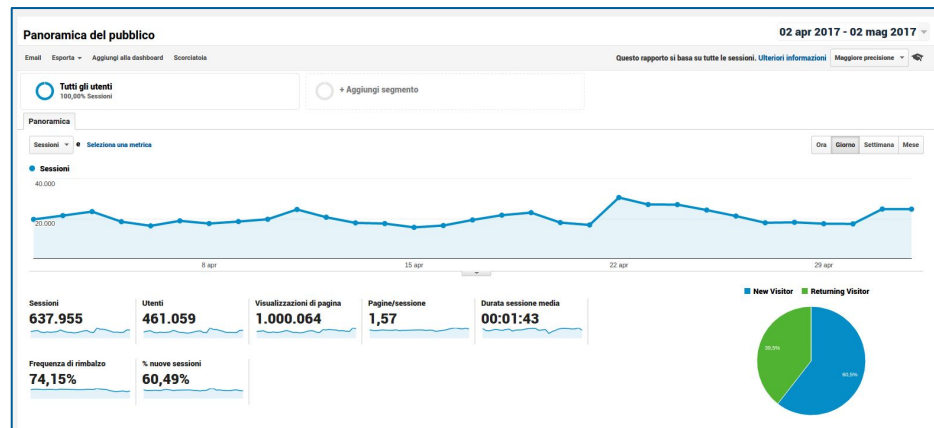 Panoramica del pubblico
02 apr 2017 - 02 mag 2017
Email Esporta Aggiungi alla dashboard Scorciatoia
Questo rapporto si basa su tutte le sessioni. Ulteriori informazioni Maggiore precisione
Tutti gli utenti
100,00% Sessioni
+ Aggiungi segmento
Panoramica
Sessioni e Seleziona una metrica
Ora Giorno Settimana Mese
Sessioni
40.000
20.000
8 apr 15 apr 22 apr 29 apr
New Visitor Returning Visitor
Sessioni
637.955
Utenti
461.059
Visualizzazioni di pagina
1.000.064
Pagine/sessione
1,57
Durata sessione media
00:01:43
Frequenza di rimbalzo
74,15%
% nuove sessioni
60,49%
39,5%
60,5%